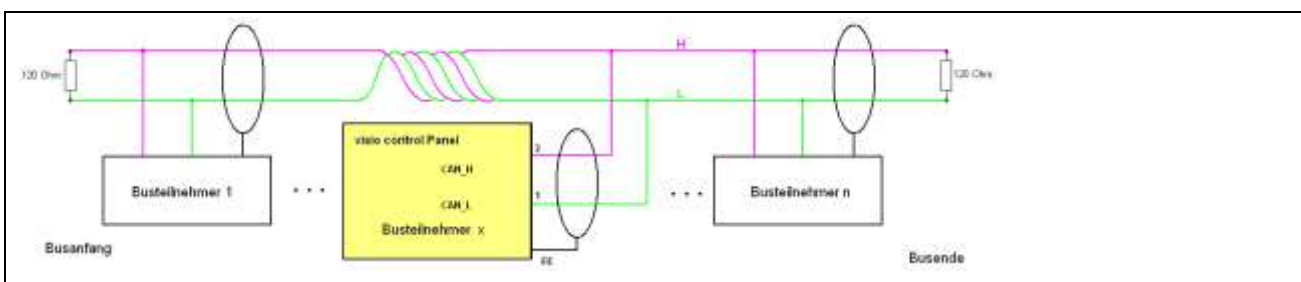 H
120 Ohm
120 Ohm
L
visio control Panel
2
CAN_H
Busteilnehmer 1
. . .
1
. . .
Busteilnehmer n
CAN_L
Busteilnehmer x
Busanfang
Busende